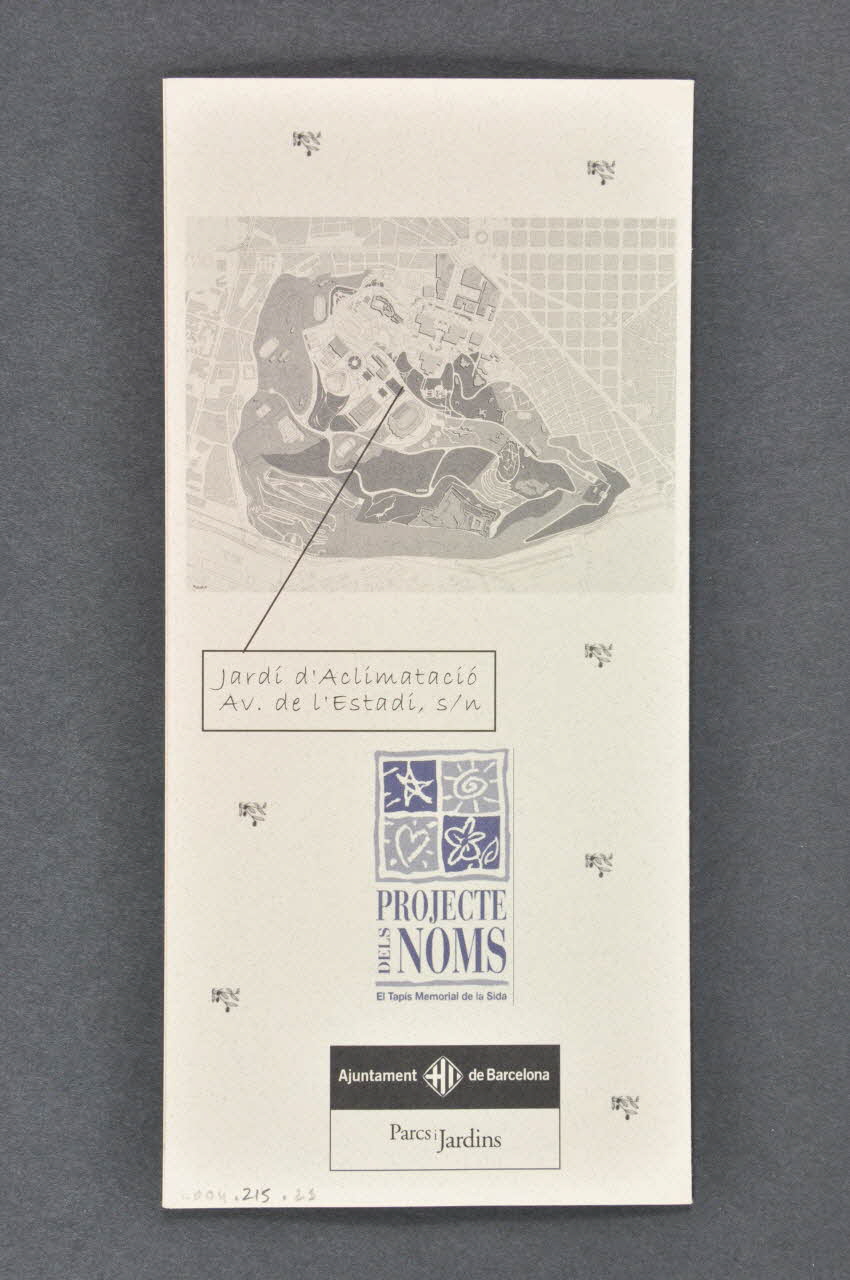 Jardí d'Aclimatació
Av. de l'Estadi, s/n
PROJECTE
DELS NOMS
El Tapís Memorial de la Sida
Ajuntament de Barcelona
Parcs i Jardins
.215.